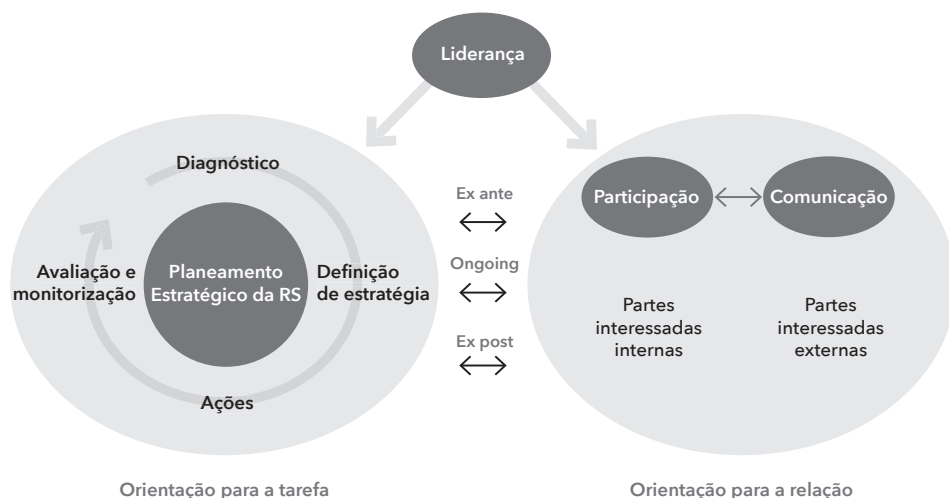 Liderança
Diagnóstico
Avaliação e
monitorização
Planeamento
Estratégico da RS
Definição
de estratégia
Ações
Ex ante
Ongoing
Ex post
Participação
Comunicação
Partes
interessadas
internas
Partes
interessadas
externas
Orientação para a tarefa
Orientação para a relação